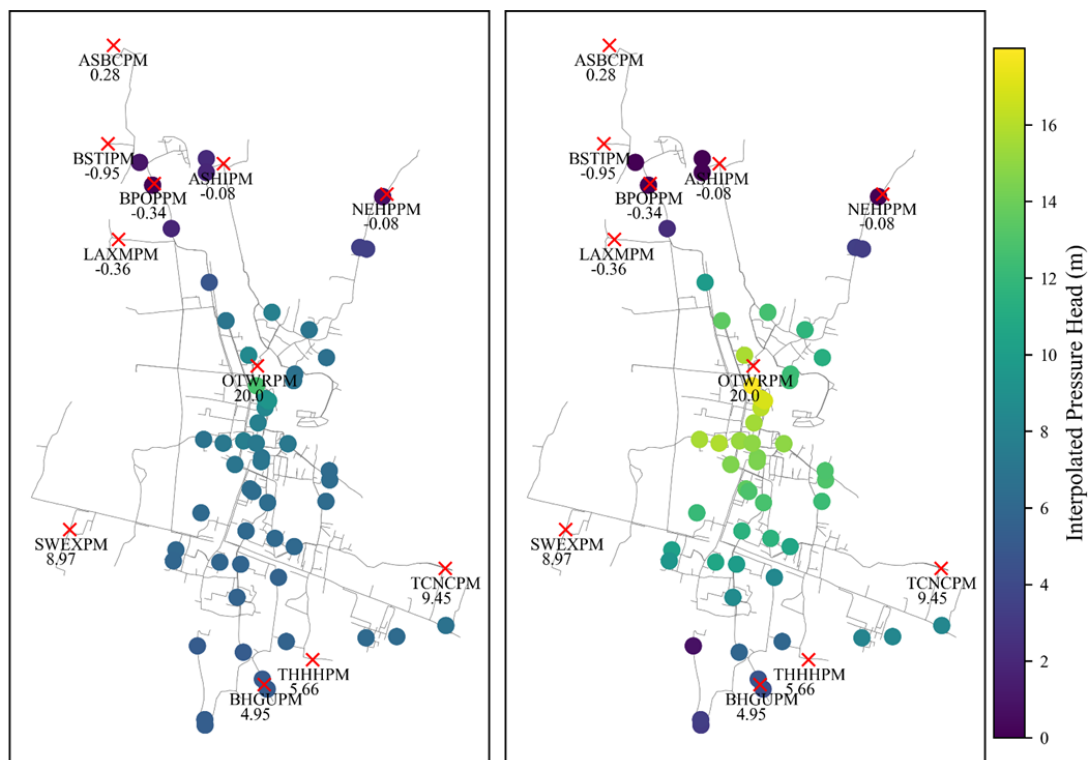 ASBCPM
0.28
BSTIPM
-0.95
ASHIPM
-0.08
BPOPPM
-0.34
NEHPPM
-0.08
LAXMPM
-0.36
OTWRPM
20.0
SWEXPM
8.97
TCNCPM
9.45
THHHPM
5.66
BHGUPM
4.95
ASBCPM
0.28
BSTIPM
-0.95
ASHIPM
-0.08
BPOPPM
-0.34
NEHPPM
-0.08
LAXMPM
-0.36
OTWRPM
20.0
SWEXPM
8.97
TCNCPM
9.45
THHHPM
5.66
BHGUPM
4.95
16
14
12
10
8
6
4
2
0
Interpolated Pressure Head (m)